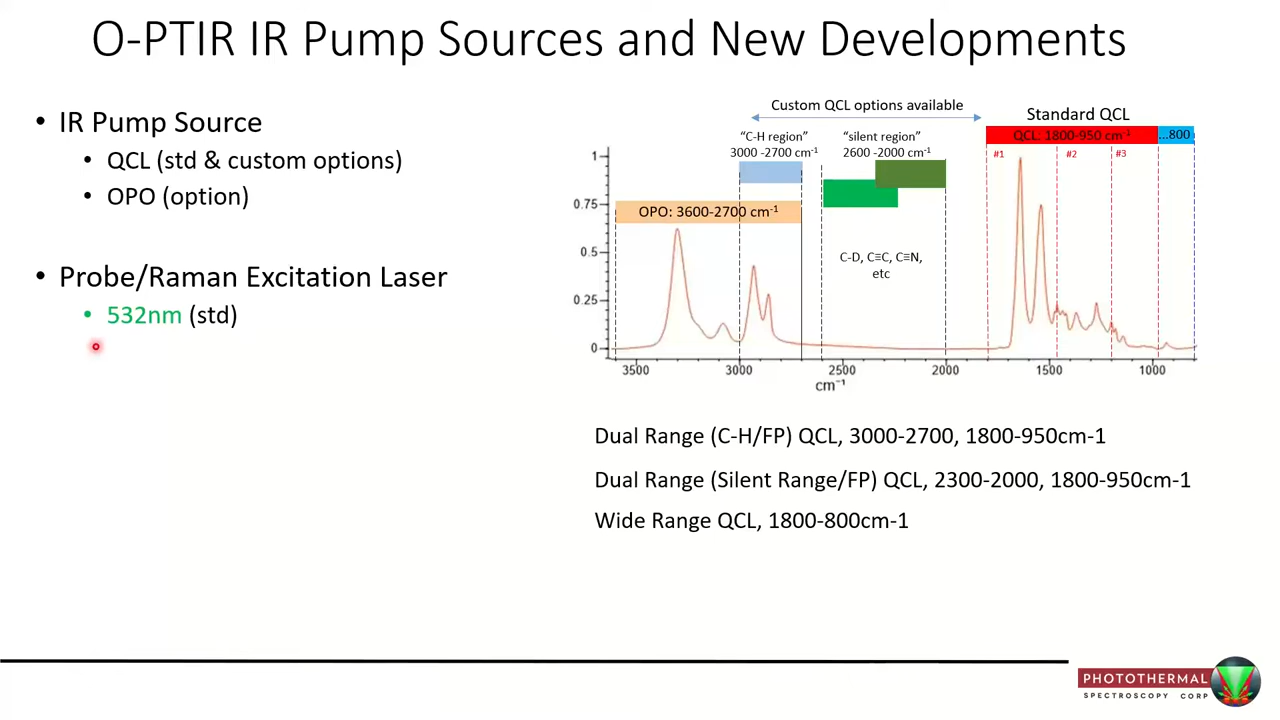 O-PTIR IR Pump Sources and New Developments
• IR Pump Source
• QCL (std & custom options)
• OPO (option)
• Probe/Raman Excitation Laser
• 532nm (std)
Custom QCL options available
Standard QCL
"C-H region"
3000 -2700 cm⁻¹
"silent region"
2600 -2000 cm⁻¹
QCL: 1800-950 cm⁻¹
...800
#1
#2
#3
OPO: 3600-2700 cm⁻¹
C-D, C≡C, C≡N,
etc
1
0.75
0.5
0.25
0
3500
3000
2500
2000
1500
1000
cm⁻¹
Dual Range (C-H/FP) QCL, 3000-2700, 1800-950cm-1
Dual Range (Silent Range/FP) QCL, 2300-2000, 1800-950cm-1
Wide Range QCL, 1800-800cm-1
PHOTOTHERMAL
SPECTROSCOPY CORP